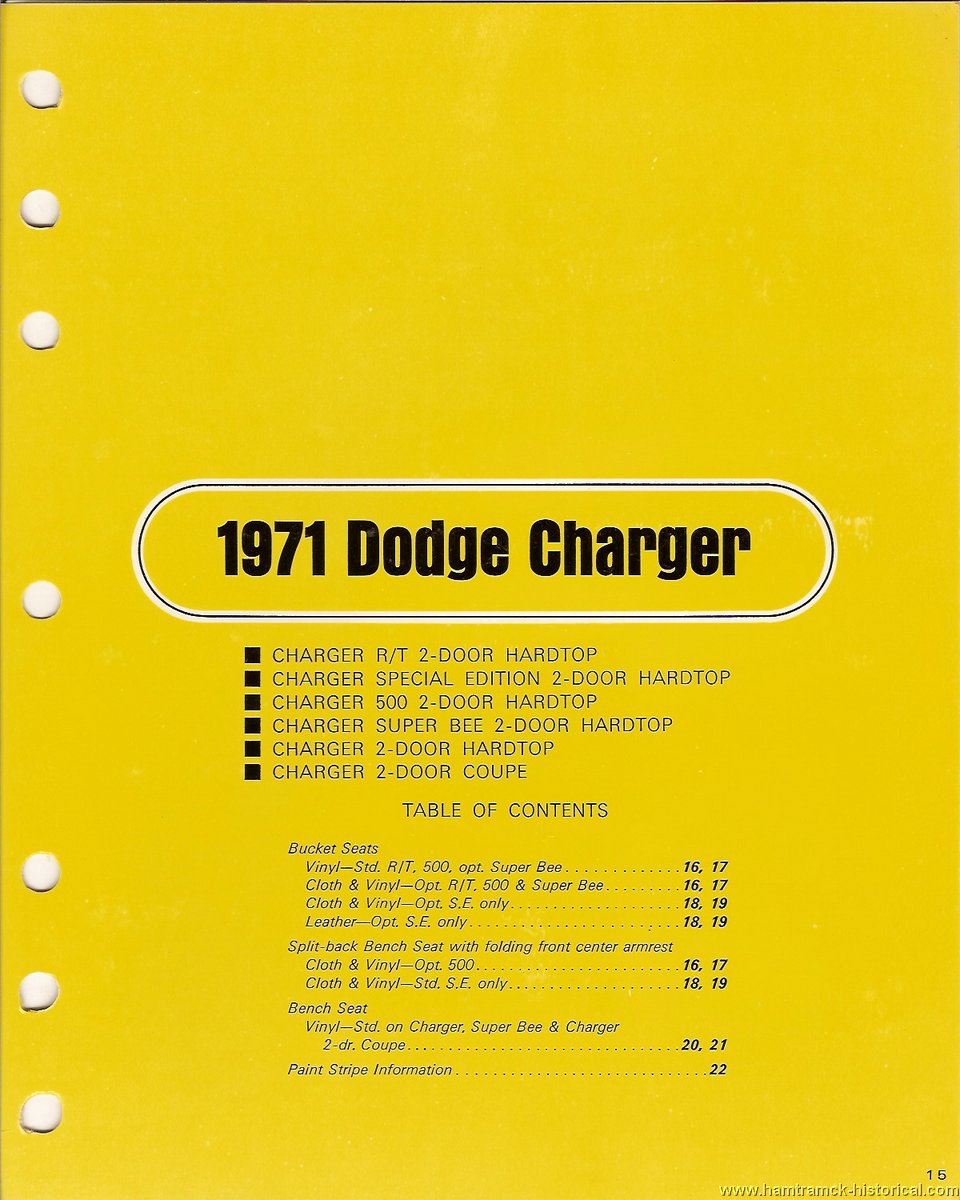 1971 Dodge Charger
■ CHARGER R/T 2-DOOR HARDTOP
■ CHARGER SPECIAL EDITION 2-DOOR HARDTOP
■ CHARGER 500 2-DOOR HARDTOP
■ CHARGER SUPER BEE 2-DOOR HARDTOP
■ CHARGER 2-DOOR HARDTOP
■ CHARGER 2-DOOR COUPE
TABLE OF CONTENTS
Bucket Seats
Vinyl—Std. R/T, 500, opt. Super Bee.............16, 17
Cloth & Vinyl—Opt. R/T, 500 & Super Bee.........16, 17
Cloth & Vinyl—Opt. S.E. only....................18, 19
Leather—Opt. S.E. only.........................18, 19
Split-back Bench Seat with folding front center armrest
Cloth & Vinyl—Opt. 500........................16, 17
Cloth & Vinyl—Std. S.E. only....................18, 19
Bench Seat
Vinyl—Std. on Charger, Super Bee & Charger
2-dr. Coupe................................20, 21
Paint Stripe Information............................22
15
www.hamtramck-historical.com